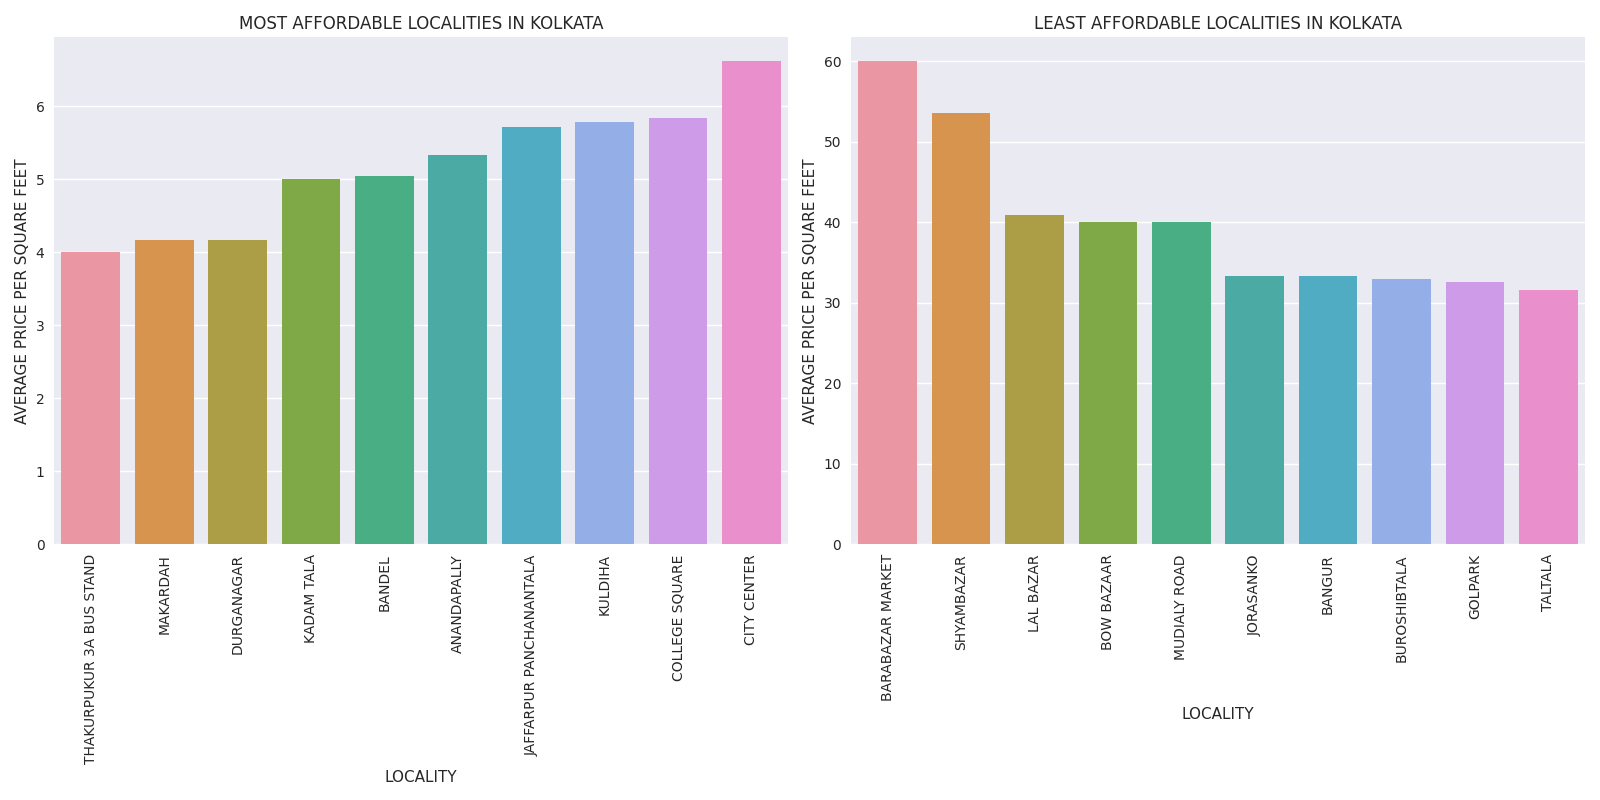 MOST AFFORDABLE LOCALITIES IN KOLKATA
AVERAGE PRICE PER SQUARE FEET
6
5
4
3
2
1
0
THAKURPUKUR 3A BUS STAND
MAKARDAH
DURGANAGAR
KADAM TALA
BANDEL
ANANDAPALLY
JAFFARPUR PANCHANANTALA
KULDIHA
COLLEGE SQUARE
CITY CENTER
LOCALITY
LEAST AFFORDABLE LOCALITIES IN KOLKATA
AVERAGE PRICE PER SQUARE FEET
60
50
40
30
20
10
0
BARABAZAR MARKET
SHYAMBAZAR
LAL BAZAR
BOW BAZAAR
MUDIALY ROAD
JORASANKO
BANGUR
BUROSHIBTALA
GOLPARK
TALTALA
LOCALITY